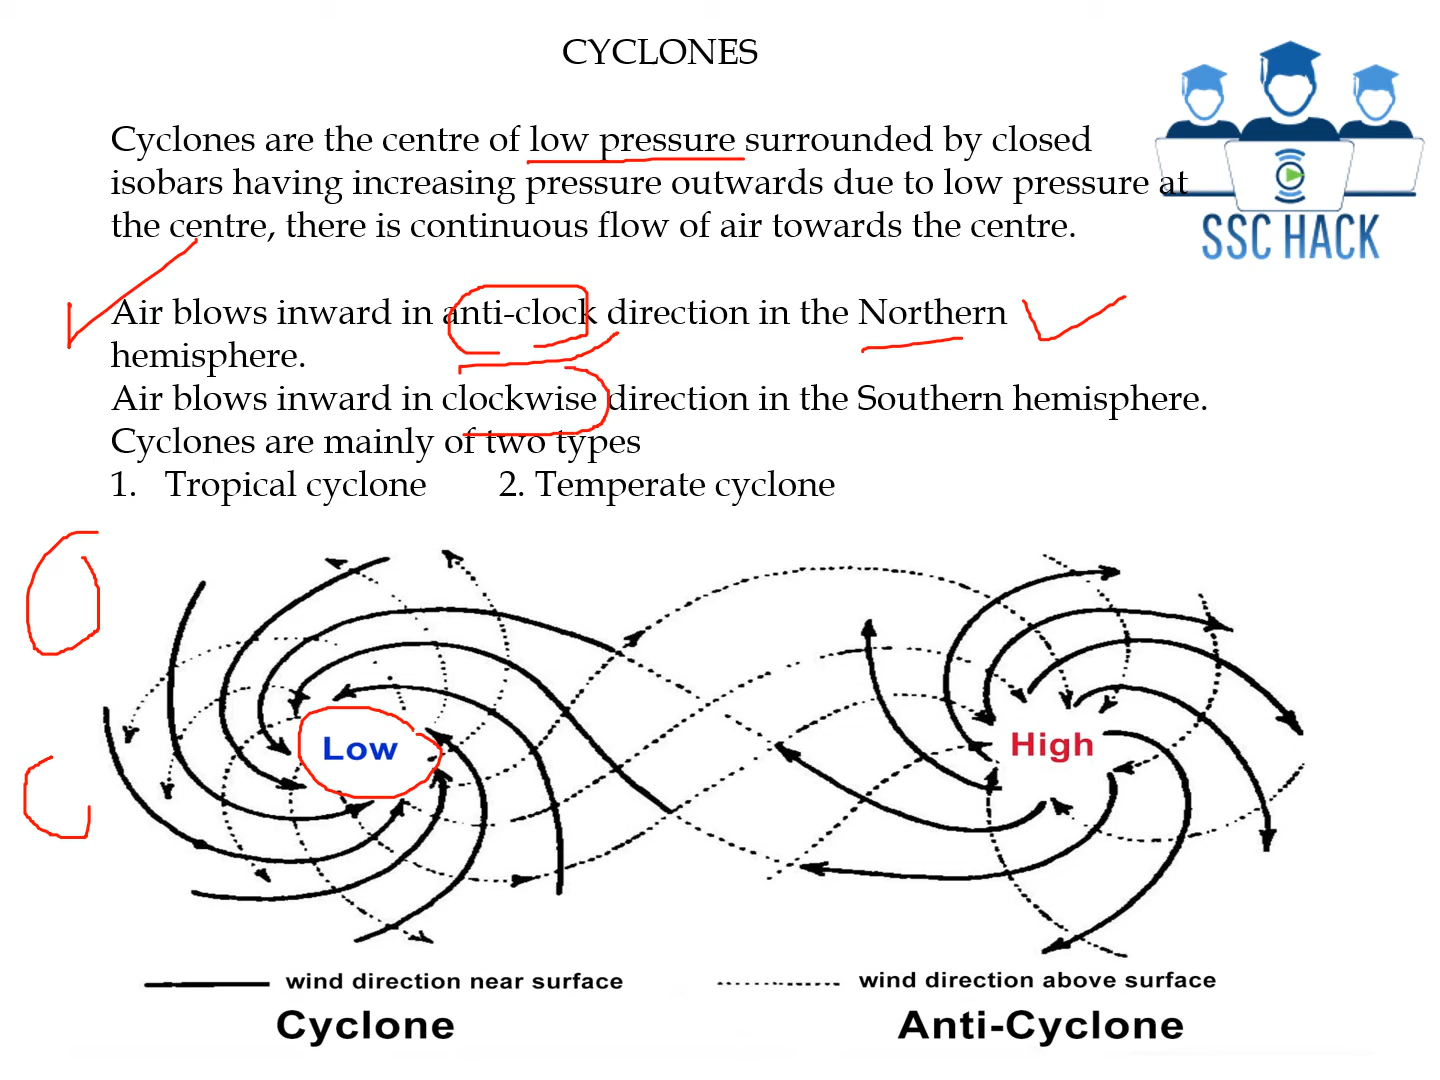 CYCLONES
Cyclones are the centre of low pressure surrounded by closed
isobars having increasing pressure outwards due to low pressure at
the centre, there is continuous flow of air towards the centre.
SSC HACK
Air blows inward in anti-clock direction in the Northern
hemisphere.
Air blows inward in clockwise direction in the Southern hemisphere.
Cyclones are mainly of two types
1. Tropical cyclone 2. Temperate cyclone
Low
High
wind direction near surface
wind direction above surface
Cyclone
Anti-Cyclone